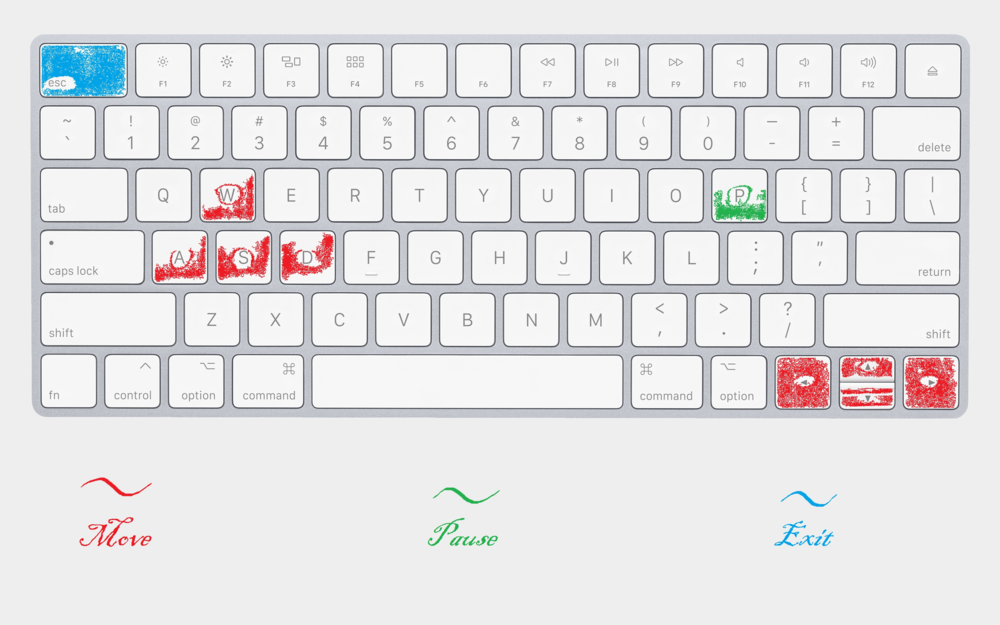 esc F1 F2 F3 F4 F5 F6 F7 F8 F9 F10 F11 F12
~ ! @ # $ % ^ & * ( ) — +
` 1 2 3 4 5 6 7 8 9 0 - = delete
tab Q W E R T Y U I O P { } |
[ ] \
caps lock A S D F G H J K L : "
; ' return
shift Z X C V B N M < > ? shift
, . /
fn control option command command option
Move Pause Exit